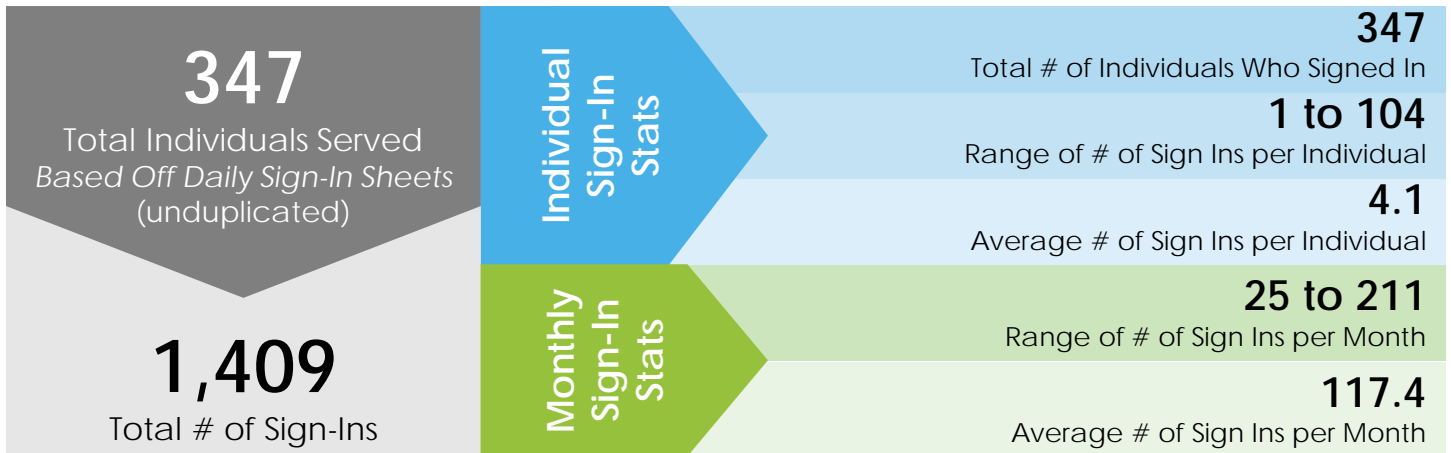 347
Total Individuals Served
Based Off Daily Sign-In Sheets
(unduplicated)
1,409
Total # of Sign-Ins
Individual
Sign-In
Stats
347
Total # of Individuals Who Signed In
1 to 104
Range of # of Sign Ins per Individual
4.1
Average # of Sign Ins per Individual
Monthly
Sign-In
Stats
25 to 211
Range of # of Sign Ins per Month
117.4
Average # of Sign Ins per Month